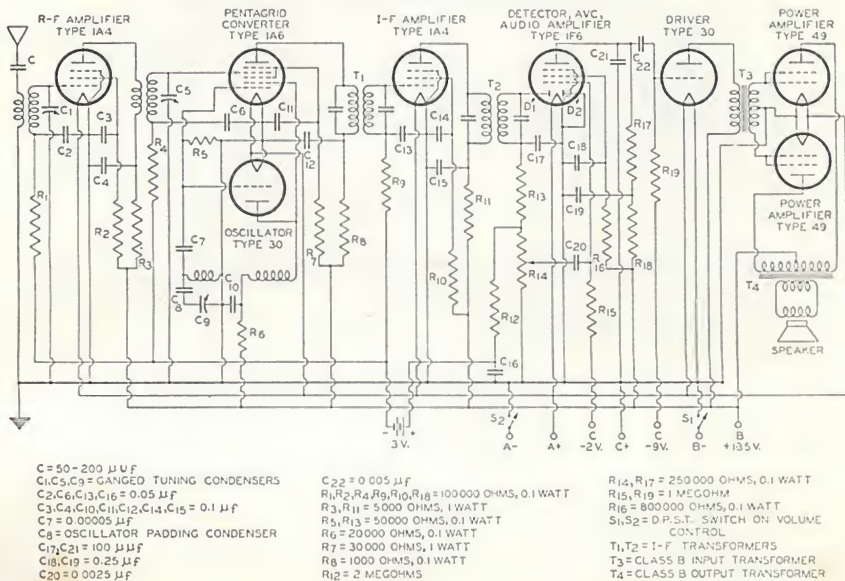 R-F AMPLIFIER
TYPE 1A4
PENTAGRID
CONVERTER
TYPE 1A6
I-F AMPLIFIER
TYPE 1A4
DETECTOR, AVC,
AUDIO AMPLIFIER
TYPE 1F6
DRIVER
TYPE 30
POWER
AMPLIFIER
TYPE 49
C
C1
C2
C3
C4
R1
R2
R3
R4
C5
C6
R5
C11
C12
OSCILLATOR
TYPE 30
C7
C8
C9
C10
R6
R7
R8
T1
C13
R9
C14
C15
R10
R11
T2
D1
D2
C17
R13
R14
R12
C16
C18
C19
C20
R15
R16
C21
C22
R17
R18
R19
T3
POWER
AMPLIFIER
TYPE 49
T4
SPEAKER
- +
3 V.
S2
S1
A-
A+
C
-2V.
C+
C
-9V.
B-
B
+135V.
C = 50-200 μμf
C1,C5,C9 = GANGED TUNING CONDENSERS
C2,C6,C13,C16 = 0.05 μf
C3,C4,C10,C11,C12,C14,C15 = 0.1 μf
C7 = 0.00005 μf
C8 = OSCILLATOR PADDING CONDENSER
C17,C21 = 100 μμf
C18,C19 = 0.25 μf
C20 = 0.0025 μf
C22 = 0.005 μf
R1,R2,R4,R9,R10,R18 = 100000 OHMS, 0.1 WATT
R3,R11 = 5000 OHMS, 1 WATT
R5,R13 = 50000 OHMS, 0.1 WATT
R6 = 20000 OHMS, 0.1 WATT
R7 = 30000 OHMS, 1 WATT
R8 = 1000 OHMS, 0.1 WATT
R12 = 2 MEGOHMS
R14,R17 = 250000 OHMS, 0.1 WATT
R15,R19 = 1 MEGOHM
R16 = 800000 OHMS, 0.1 WATT
S1,S2 = D.P.S.T. SWITCH ON VOLUME
CONTROL
T1,T2 = I-F TRANSFORMERS
T3 = CLASS B INPUT TRANSFORMER
T4 = CLASS B OUTPUT TRANSFORMER